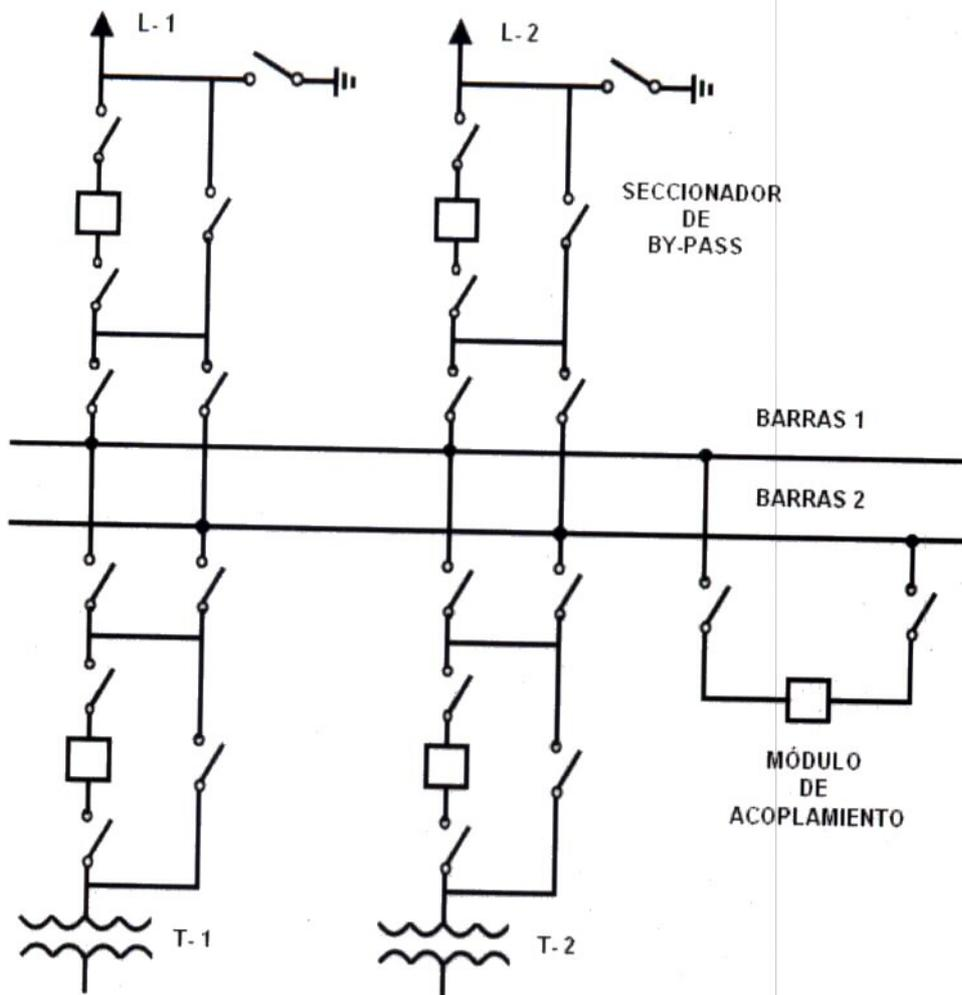 L-1
L-2
SECCIONADOR
DE
BY-PASS
BARRAS 1
BARRAS 2
MÓDULO
DE
ACOPLAMIENTO
T-1
T-2